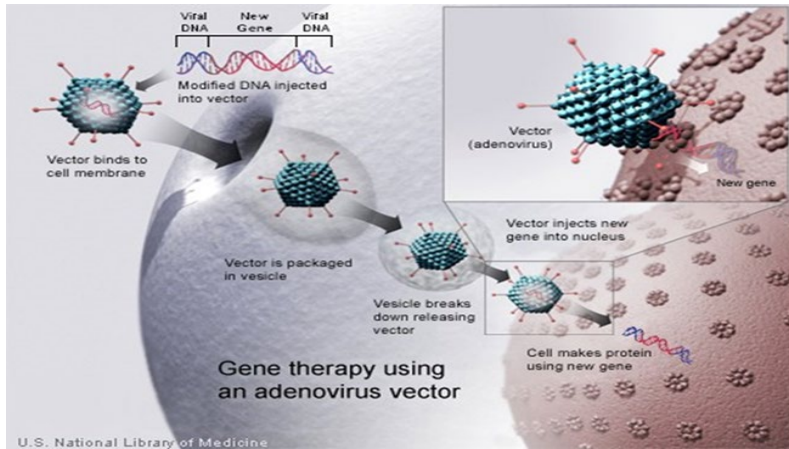 Viral DNA
New Gene
Viral DNA
Modified DNA injected
into vector
Vector binds to
cell membrane
Vector
(adenovirus)
New gene
Vector injects new
gene into nucleus
Vector is packaged
in vesicle
Vesicle breaks
down releasing
vector
Cell makes protein
using new gene
Gene therapy using
an adenovirus vector
U.S. National Library of Medicine